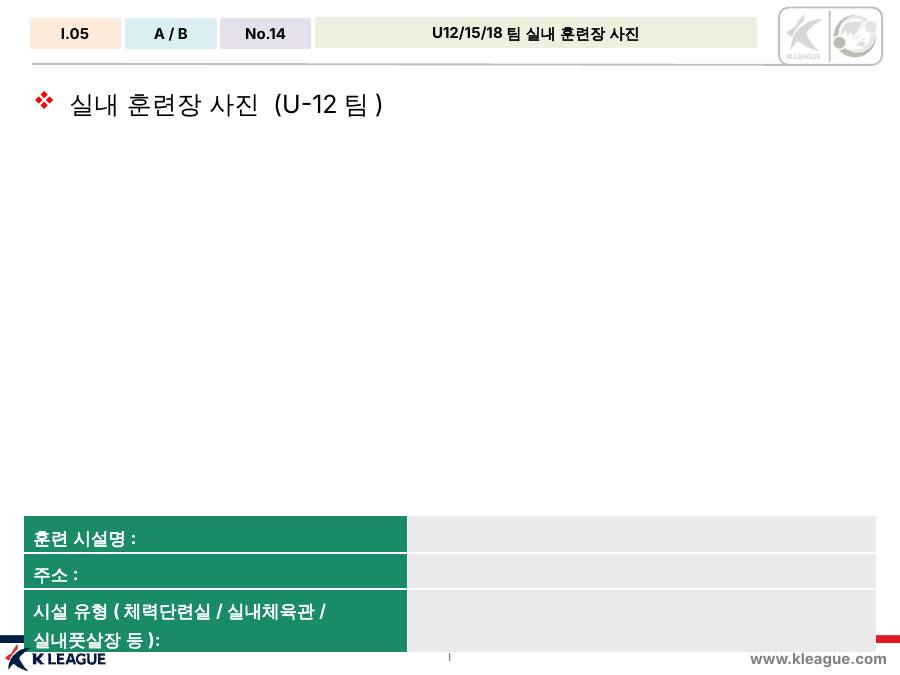 I.05
A / B
No.14
U12/15/18 팀 실내 훈련장 사진
K LEAGUE
실내 훈련장 사진 (U-12 팀 )
훈련 시설명 :
주소 :
시설 유형 ( 체력단련실 / 실내체육관 /
실내풋살장 등 ):
K LEAGUE
www.kleague.com